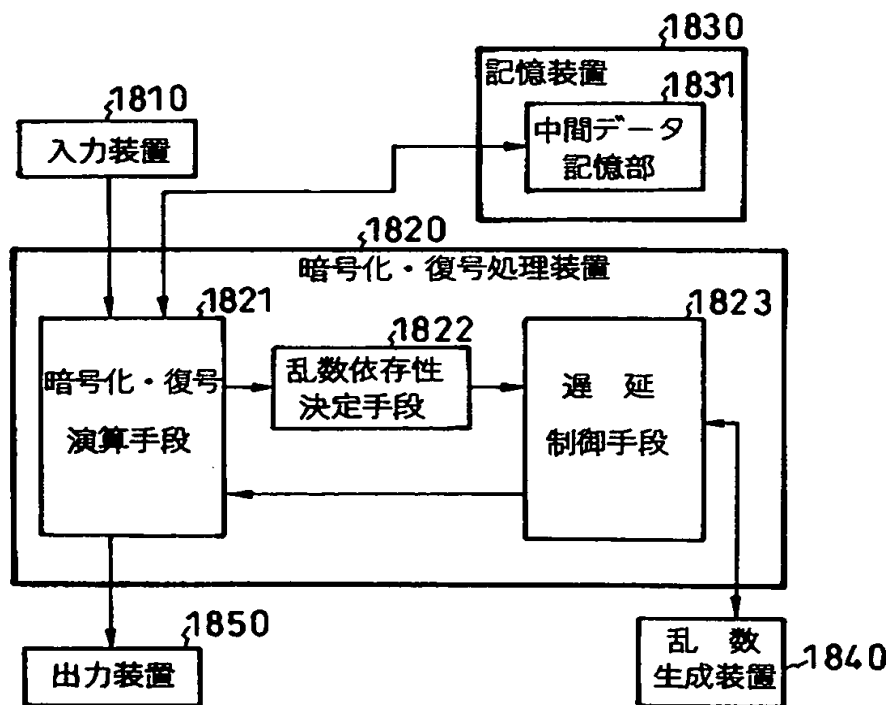 1830
記憶装置
1831
中間データ
記憶部
1810
入力装置
1820
暗号化・復号処理装置
1821
暗号化・復号
演算手段
1822
乱数依存性
決定手段
1823
遅延
制御手段
1850
出力装置
乱数
生成装置
1840